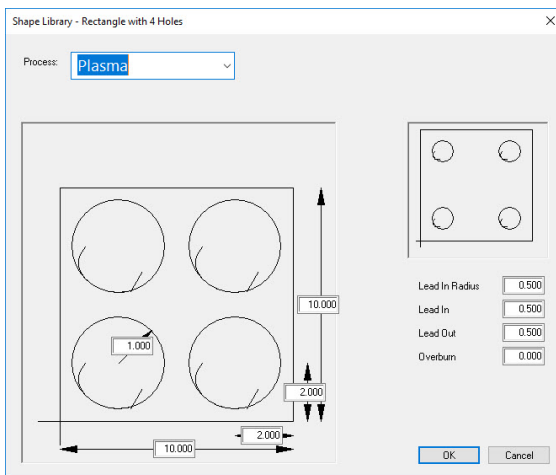 Shape Library - Rectangle with 4 Holes
Process:
Plasma
10.000
1.000
2.000
2.000
10.000
Lead In Radius 0.500
Lead In 0.500
Lead Out 0.500
Overburn 0.000
OK Cancel